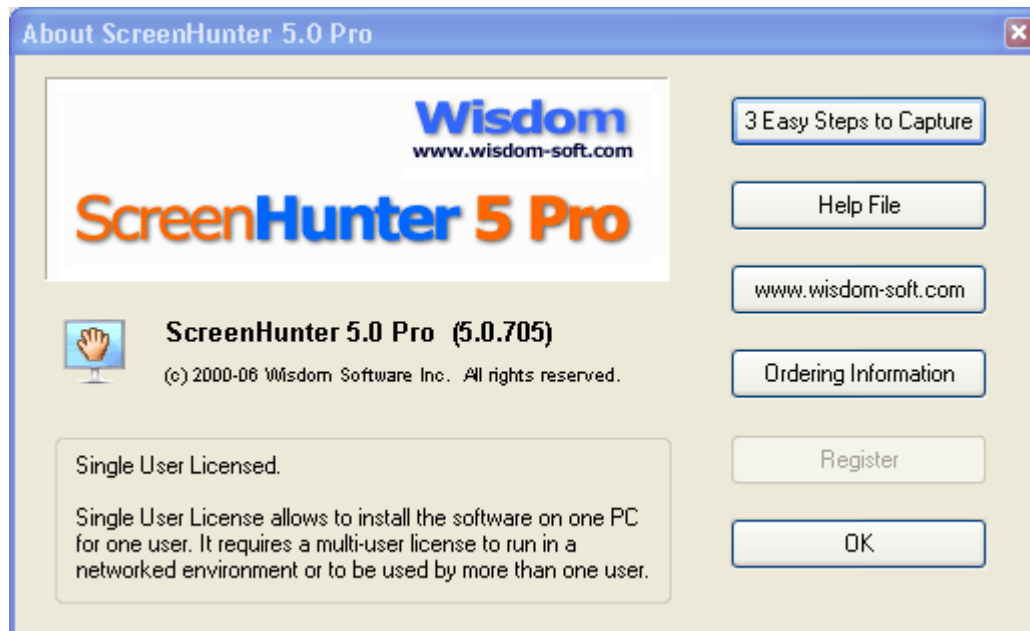 About ScreenHunter 5.0 Pro
Wisdom
www.wisdom-soft.com
ScreenHunter 5 Pro
ScreenHunter 5.0 Pro (5.0.705)
(c) 2000-06 Wisdom Software Inc. All rights reserved.
Single User Licensed.
Single User License allows to install the software on one PC
for one user. It requires a multi-user license to run in a
networked environment or to be used by more than one user.
3 Easy Steps to Capture
Help File
www.wisdom-soft.com
Ordering Information
Register
OK